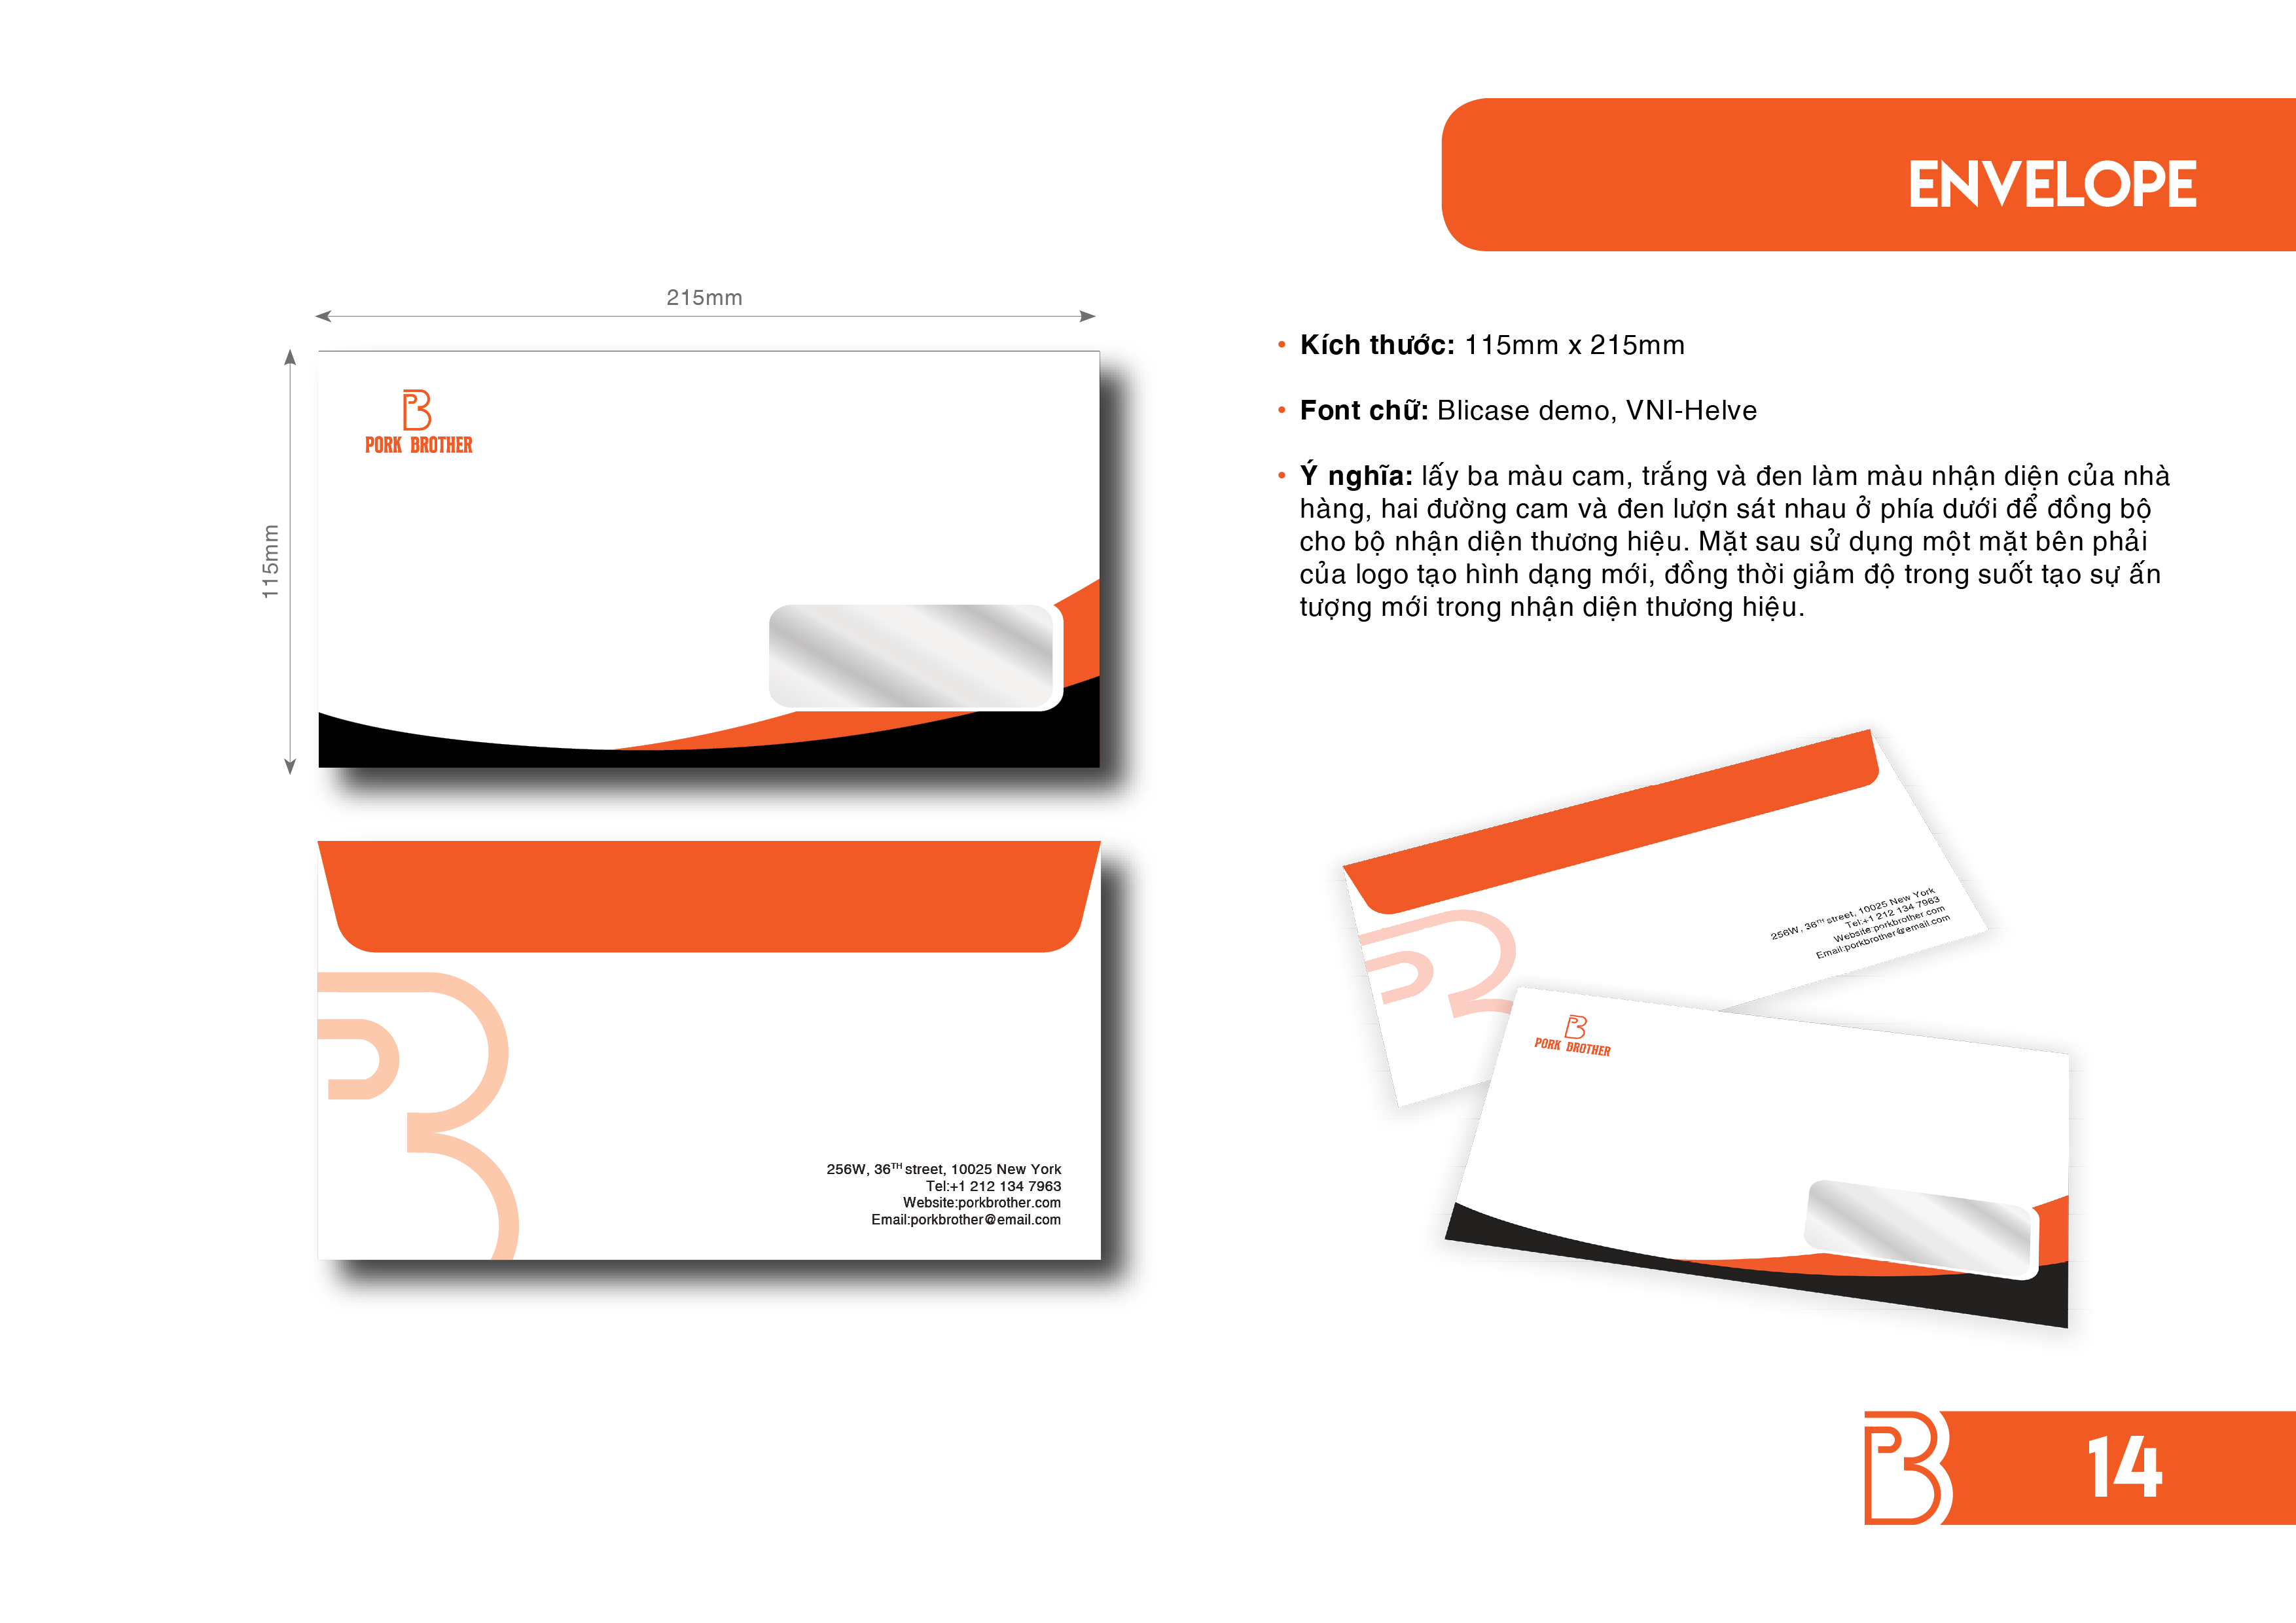 ENVELOPE
215mm
115mm
PORK BROTHER
256W, 36TH street, 10025 New York
Tel:+1 212 134 7963
Website:porkbrother.com
Email:porkbrother@email.com
• Kích thước: 115mm x 215mm
• Font chữ: Blicase demo, VNI-Helve
• Ý nghĩa: lấy ba màu cam, trắng và đen làm màu nhận diện của nhà
hàng, hai đường cam và đen lượn sát nhau ở phía dưới để đồng bộ
cho bộ nhận diện thương hiệu. Mặt sau sử dụng một mặt bên phải
của logo tạo hình dạng mới, đồng thời giảm độ trong suốt tạo sự ấn
tượng mới trong nhận diện thương hiệu.
256W, 36TH street, 10025 New York
Tel:+1 212 134 7963
Website:porkbrother.com
Email:porkbrother@email.com
PORK BROTHER
14